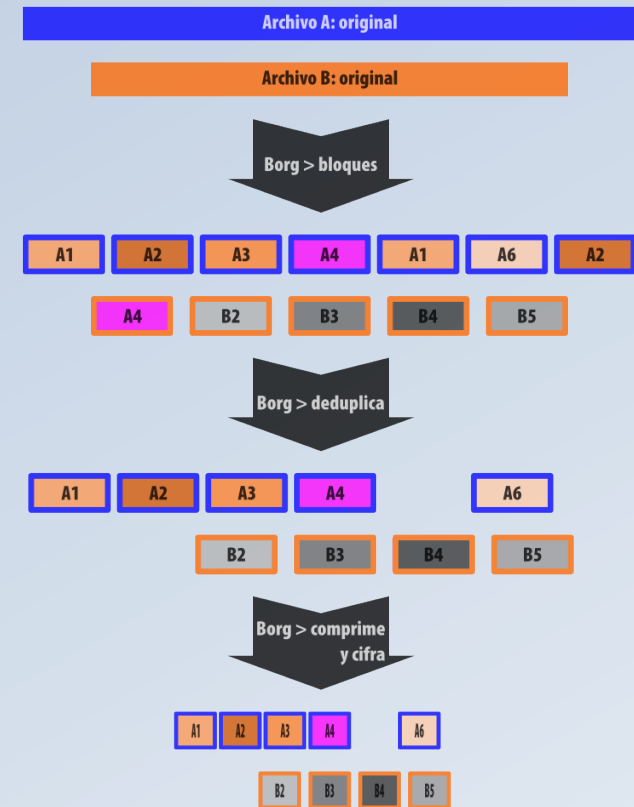 Archivo A: original
Archivo B: original
Borg > bloques
A1 A2 A3 A4 A1 A6 A2
A4 B2 B3 B4 B5
Borg > deduplica
A1 A2 A3 A4 A6
B2 B3 B4 B5
Borg > comprime
y cifra
A1 A2 A3 A4 A6
B2 B3 B4 B5